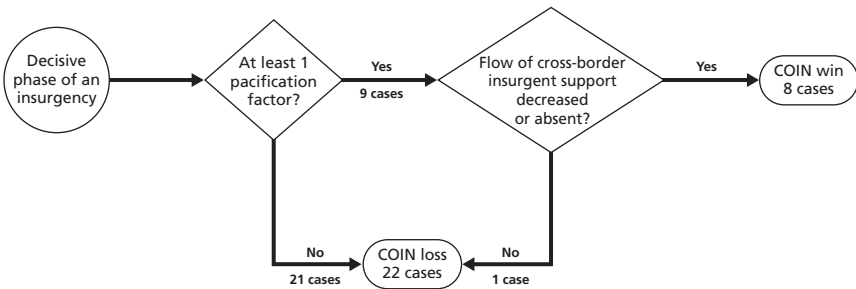 Decisive
phase of an
insurgency
At least 1
pacification
factor?
Yes
9 cases
Flow of cross-border
insurgent support
decreased
or absent?
Yes
COIN win
8 cases
No
21 cases
COIN loss
22 cases
No
1 case